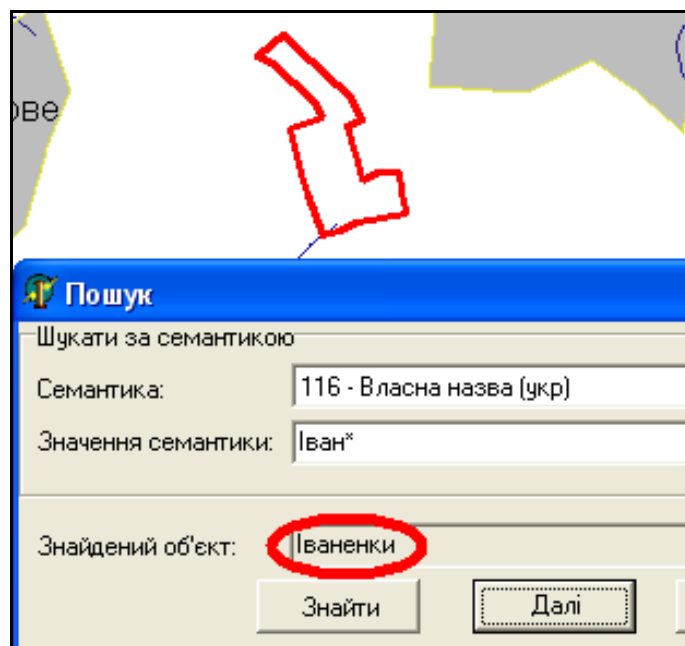 ове
Пошук
Шукати за семантикою
Семантика: 116 - Власна назва (укр)
Значення семантики: Іван*
Знайдений об'єкт: Іваненки
Знайти Далі